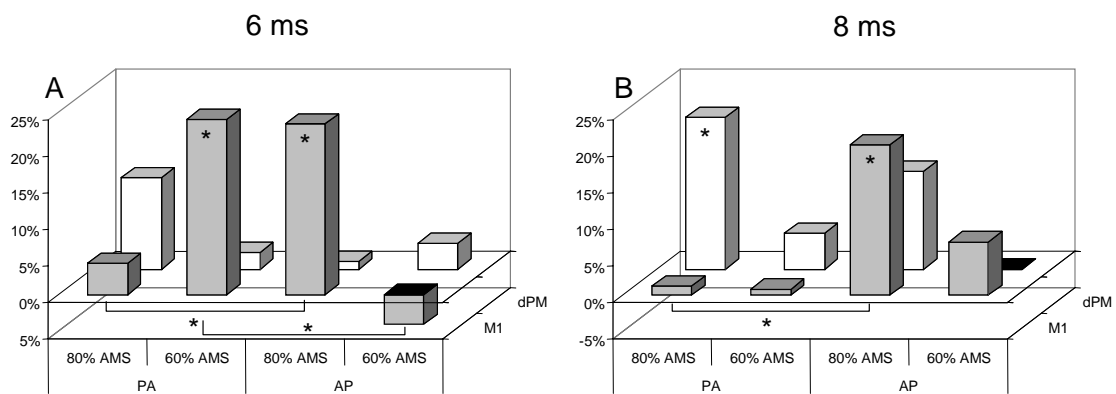 6 ms
8 ms
A
25%
20%
15%
10%
5%
0%
5%
*
*
*
*
dPM
M1
80% AMS
60% AMS
80% AMS
60% AMS
PA
AP
B
25%
20%
15%
10%
5%
0%
-5%
*
*
*
dPM
M1
80% AMS
60% AMS
80% AMS
60% AMS
PA
AP